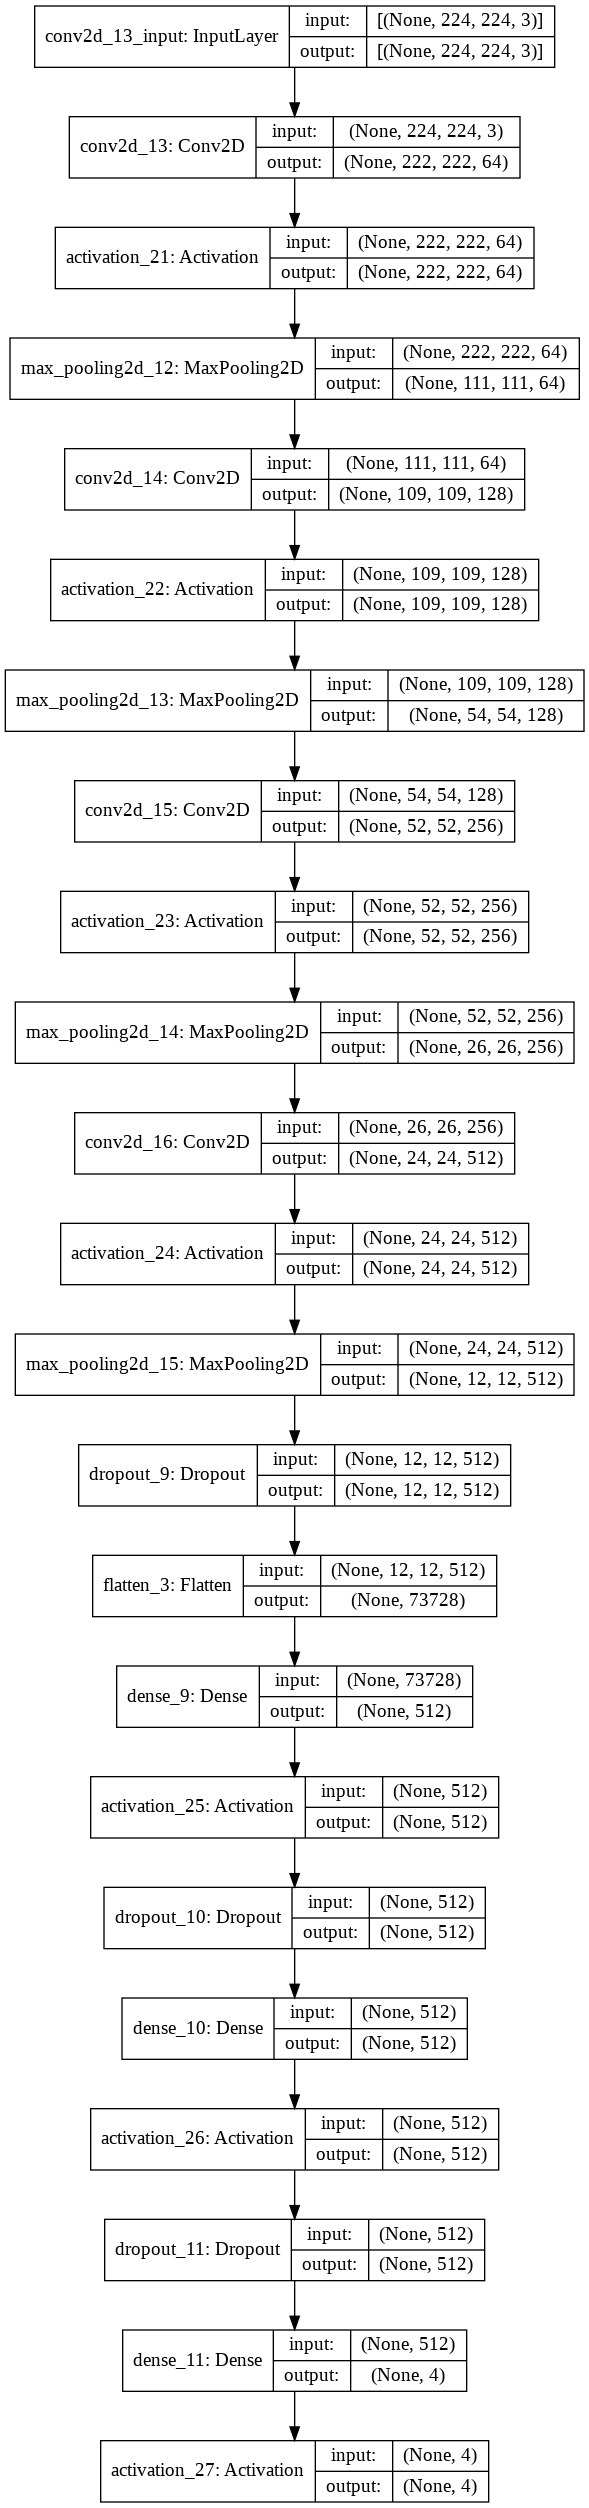 conv2d_13_input: InputLayer
input: [(None, 224, 224, 3)]
output: [(None, 224, 224, 3)]
conv2d_13: Conv2D
input: (None, 224, 224, 3)
output: (None, 222, 222, 64)
activation_21: Activation
input: (None, 222, 222, 64)
output: (None, 222, 222, 64)
max_pooling2d_12: MaxPooling2D
input: (None, 222, 222, 64)
output: (None, 111, 111, 64)
conv2d_14: Conv2D
input: (None, 111, 111, 64)
output: (None, 109, 109, 128)
activation_22: Activation
input: (None, 109, 109, 128)
output: (None, 109, 109, 128)
max_pooling2d_13: MaxPooling2D
input: (None, 109, 109, 128)
output: (None, 54, 54, 128)
conv2d_15: Conv2D
input: (None, 54, 54, 128)
output: (None, 52, 52, 256)
activation_23: Activation
input: (None, 52, 52, 256)
output: (None, 52, 52, 256)
max_pooling2d_14: MaxPooling2D
input: (None, 52, 52, 256)
output: (None, 26, 26, 256)
conv2d_16: Conv2D
input: (None, 26, 26, 256)
output: (None, 24, 24, 512)
activation_24: Activation
input: (None, 24, 24, 512)
output: (None, 24, 24, 512)
max_pooling2d_15: MaxPooling2D
input: (None, 24, 24, 512)
output: (None, 12, 12, 512)
dropout_9: Dropout
input: (None, 12, 12, 512)
output: (None, 12, 12, 512)
flatten_3: Flatten
input: (None, 12, 12, 512)
output: (None, 73728)
dense_9: Dense
input: (None, 73728)
output: (None, 512)
activation_25: Activation
input: (None, 512)
output: (None, 512)
dropout_10: Dropout
input: (None, 512)
output: (None, 512)
dense_10: Dense
input: (None, 512)
output: (None, 512)
activation_26: Activation
input: (None, 512)
output: (None, 512)
dropout_11: Dropout
input: (None, 512)
output: (None, 512)
dense_11: Dense
input: (None, 512)
output: (None, 4)
activation_27: Activation
input: (None, 4)
output: (None, 4)